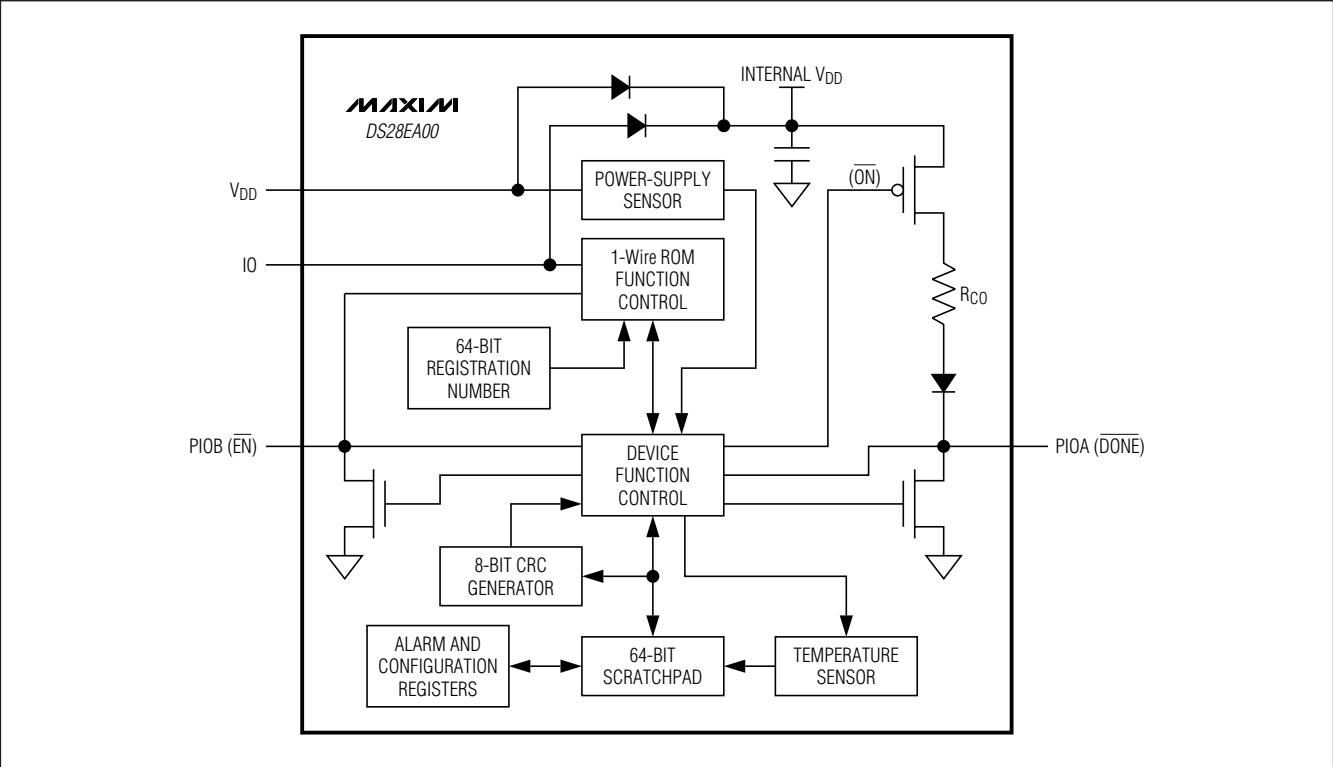 INTERNAL VDD
MAXIM
DS28EA00
VDD
POWER-SUPPLY
SENSOR
(ON)
IO
1-Wire ROM
FUNCTION
CONTROL
RCO
64-BIT
REGISTRATION
NUMBER
PIOB (EN)
DEVICE
FUNCTION
CONTROL
PIOA (DONE)
8-BIT CRC
GENERATOR
ALARM AND
CONFIGURATION
REGISTERS
64-BIT
SCRATCHPAD
TEMPERATURE
SENSOR